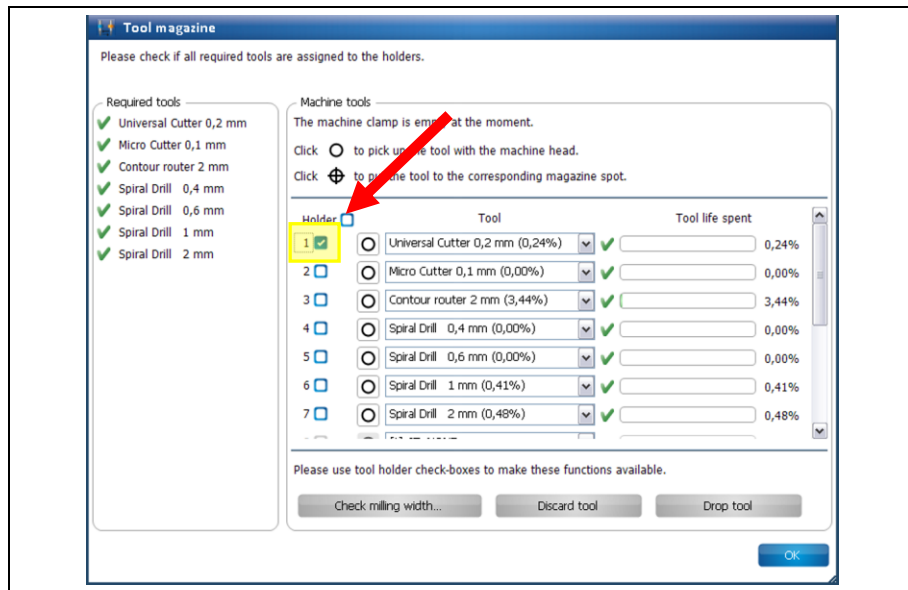 Tool magazine
Please check if all required tools are assigned to the holders.
Required tools
Universal Cutter 0,2 mm
Micro Cutter 0,1 mm
Contour router 2 mm
Spiral Drill 0,4 mm
Spiral Drill 0,6 mm
Spiral Drill 1 mm
Spiral Drill 2 mm
Machine tools
The machine clamp is empty at the moment.
Click to pick up the tool with the machine head.
Click to put the tool to the corresponding magazine spot.
Holder Tool Tool life spent
1 Universal Cutter 0,2 mm (0,24%) 0,24%
2 Micro Cutter 0,1 mm (0,00%) 0,00%
3 Contour router 2 mm (3,44%) 3,44%
4 Spiral Drill 0,4 mm (0,00%) 0,00%
5 Spiral Drill 0,6 mm (0,00%) 0,00%
6 Spiral Drill 1 mm (0,41%) 0,41%
7 Spiral Drill 2 mm (0,48%) 0,48%
Please use tool holder check-boxes to make these functions available.
Check milling width... Discard tool Drop tool
OK